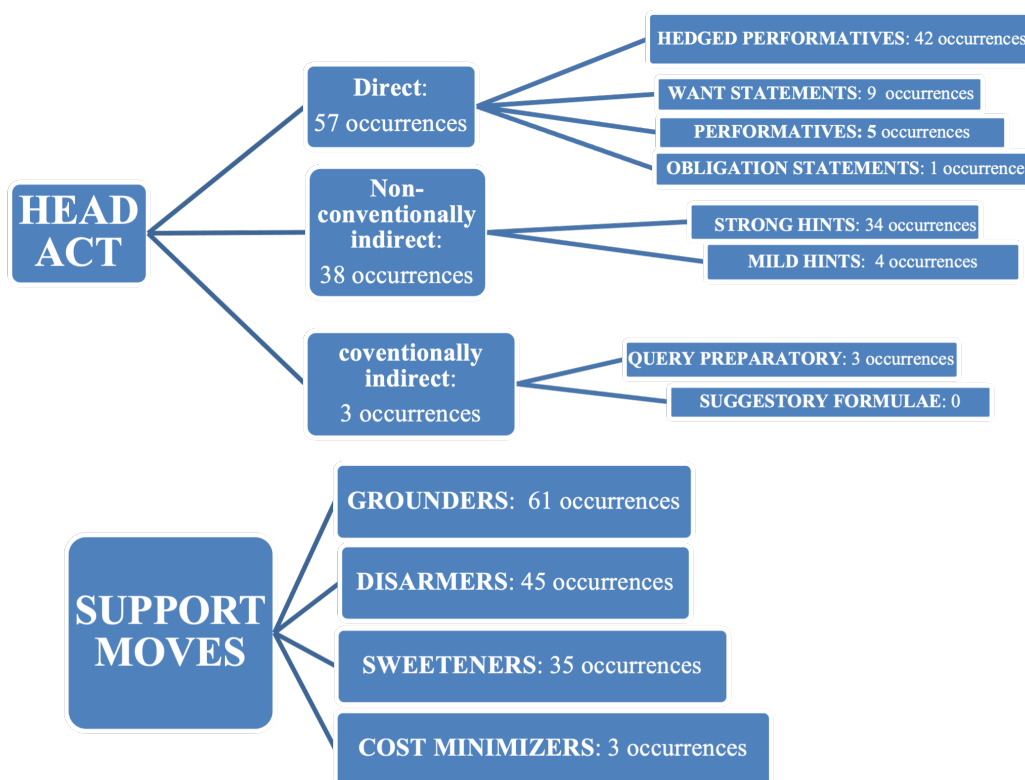 HEAD
ACT
Direct:
57 occurrences
HEDGED PERFORMATIVES: 42 occurrences
WANT STATEMENTS: 9 occurrences
PERFORMATIVES: 5 occurrences
OBLIGATION STATEMENTS: 1 occurrence
Non-
conventionally
indirect:
38 occurrences
STRONG HINTS: 34 occurrences
MILD HINTS: 4 occurrences
coventionally
indirect:
3 occurrences
QUERY PREPARATORY: 3 occurrences
SUGGESTORY FORMULAE: 0
SUPPORT
MOVES
GROUNDERS: 61 occurrences
DISARMERS: 45 occurrences
SWEETENERS: 35 occurrences
COST MINIMIZERS: 3 occurrences